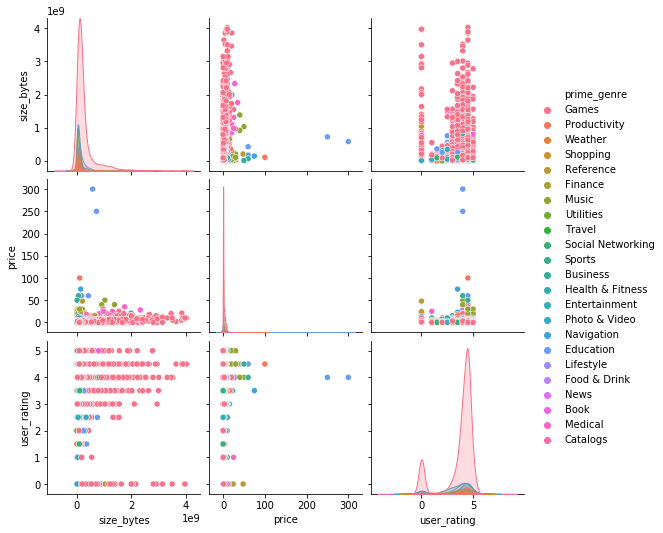 1e9
4
3
2
1
0
size_bytes
300
250
200
150
100
50
0
price
5
4
3
2
1
0
user_rating
0
2
4
1e9
size_bytes
0
100
200
300
price
0
5
user_rating
prime_genre
Games
Productivity
Weather
Shopping
Reference
Finance
Music
Utilities
Travel
Social Networking
Sports
Business
Health & Fitness
Entertainment
Photo & Video
Navigation
Education
Lifestyle
Food & Drink
News
Book
Medical
Catalogs